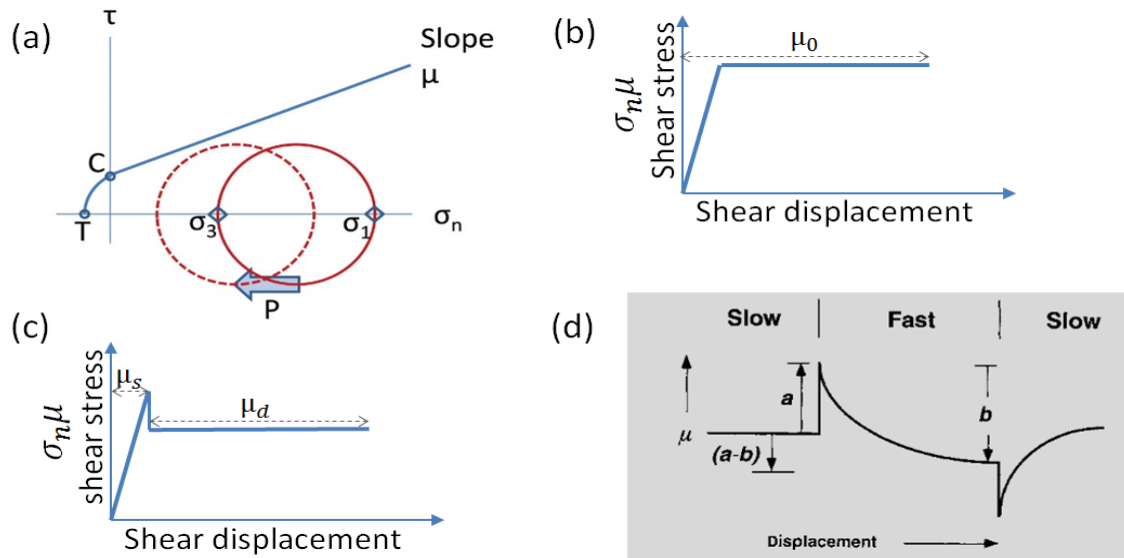 (a)
τ
Slope
μ
C
T
σ3
σ1
σn
P
(b)
μ0
σnμ
Shear stress
Shear displacement
(c)
μs
μd
σnμ
shear stress
Shear displacement
(d)
Slow
Fast
Slow
a
b
μ
(a-b)
Displacement